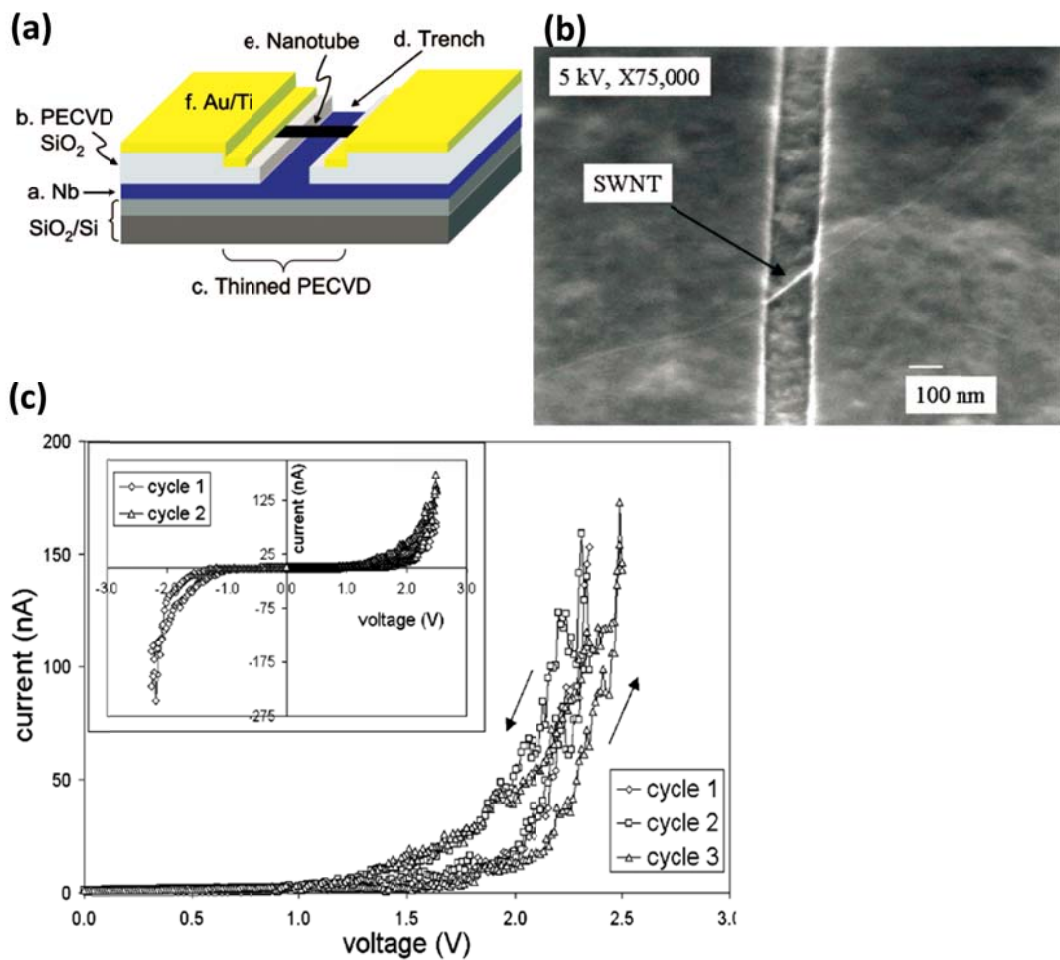 (a)
e. Nanotube
d. Trench
f. Au/Ti
b. PECVD
SiO₂
a. Nb
SiO₂/Si
c. Thinned PECVD
(b)
5 kV, X75,000
SWNT
100 nm
(c)
200
150
100
50
0
current (nA)
0.0 0.5 1.0 1.5 2.0 2.5 3.0
voltage (V)
cycle 1
cycle 2
current (nA)
125
25
-75
-175
-275
-3.0 -2.0 -1.0 0.0 1.0 2.0 3.0
voltage (V)
cycle 1
cycle 2
cycle 3